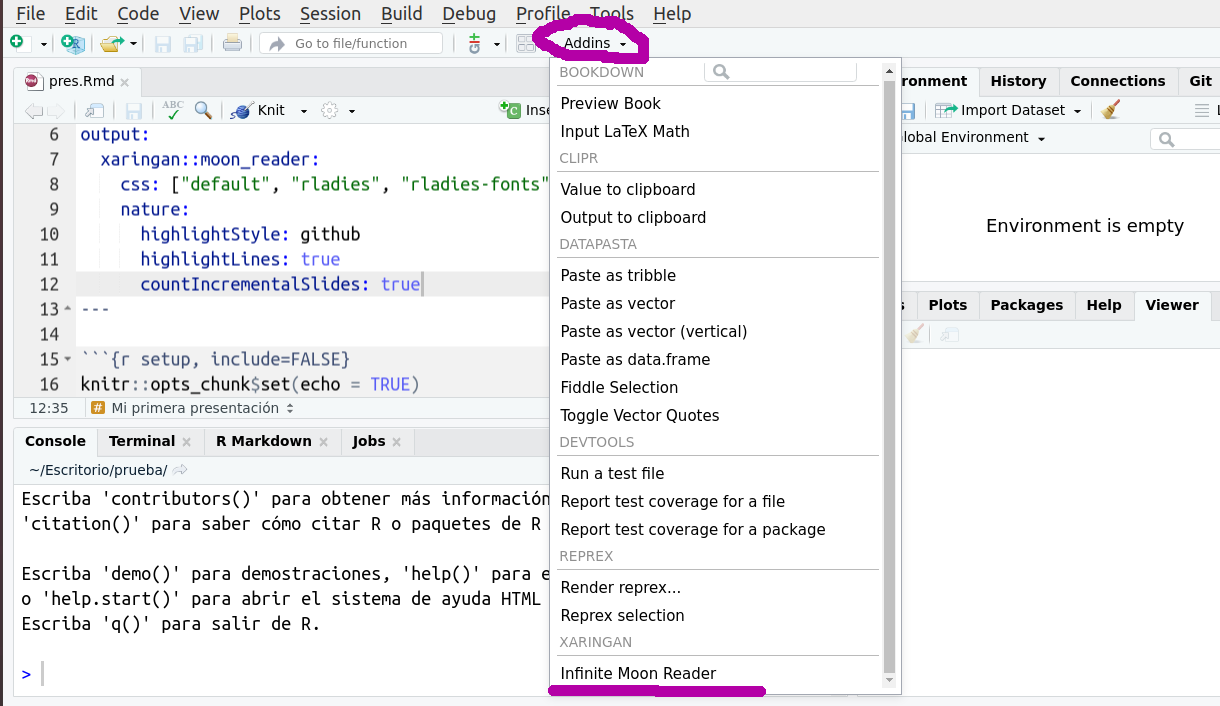 File Edit Code View Plots Session Build Debug Profile Tools Help
Go to file/function Addins
pres.Rmd
ABC Knit Inse
6 output:
7 xaringan::moon_reader:
8 css: ["default", "rladies", "rladies-fonts"
9 nature:
10 highlightStyle: github
11 highlightLines: true
12 countIncrementalSlides: true
13 ---
14
15 ```{r setup, include=FALSE}
16 knitr::opts_chunk$set(echo = TRUE)
12:35 # Mi primera presentación
Console Terminal R Markdown Jobs
~/Escritorio/prueba/
Escriba 'contributors()' para obtener más información
'citation()' para saber cómo citar R o paquetes de R
Escriba 'demo()' para demostraciones, 'help()' para e
o 'help.start()' para abrir el sistema de ayuda HTML
Escriba 'q()' para salir de R.
>
BOOKDOWN
Preview Book
Input LaTeX Math
CLIPR
Value to clipboard
Output to clipboard
DATAPASTA
Paste as tribble
Paste as vector
Paste as vector (vertical)
Paste as data.frame
Fiddle Selection
Toggle Vector Quotes
DEVTOOLS
Run a test file
Report test coverage for a file
Report test coverage for a package
REPREX
Render reprex...
Reprex selection
XARINGAN
Infinite Moon Reader
ronment History Connections Git
Import Dataset
lobal Environment
Environment is empty
s Plots Packages Help Viewer